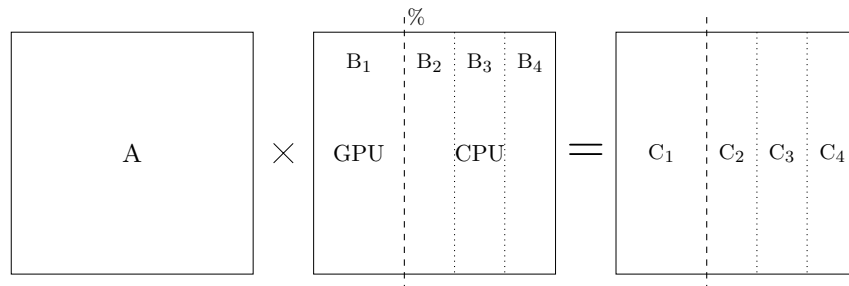 %
B₁ B₂ B₃ B₄
A × GPU CPU = C₁ C₂ C₃ C₄